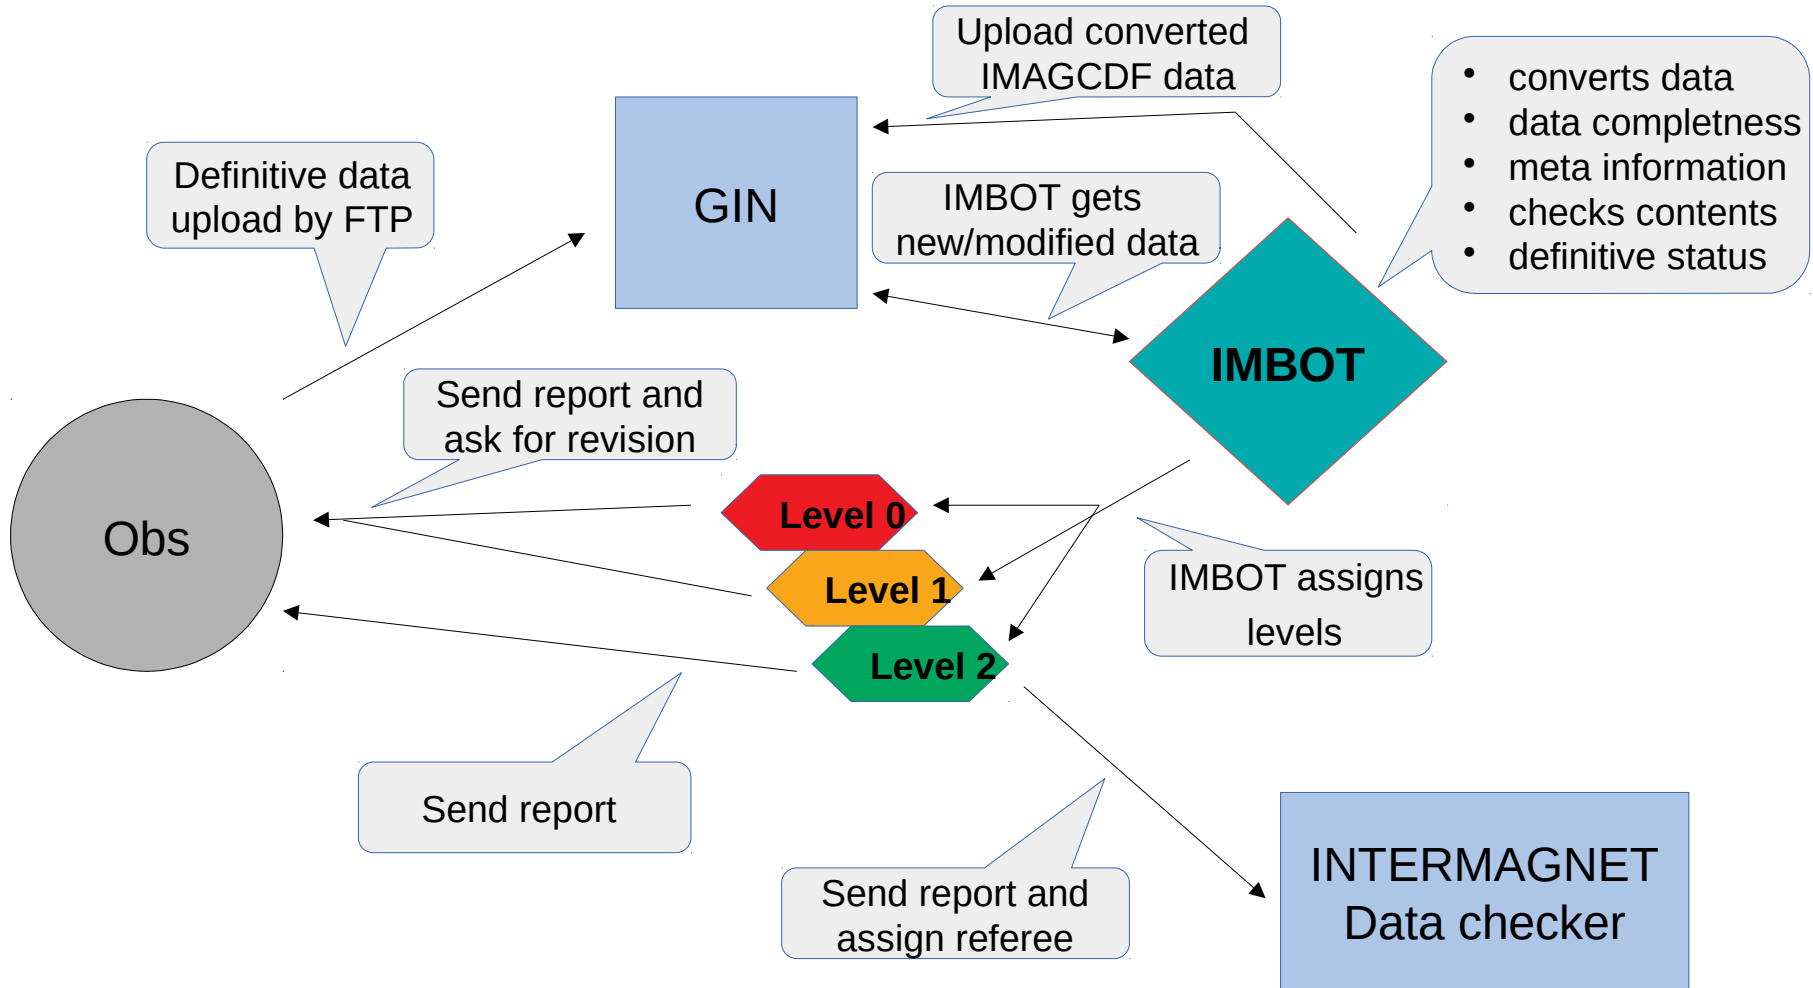 Upload converted
IMAGCDF data
• converts data
• data completness
• meta information
• checks contents
• definitive status
Definitive data
upload by FTP
GIN
IMBOT gets
new/modified data
IMBOT
Send report and
ask for revision
Obs
Level 0
Level 1
Level 2
IMBOT assigns
levels
Send report
Send report and
assign referee
INTERMAGNET
Data checker